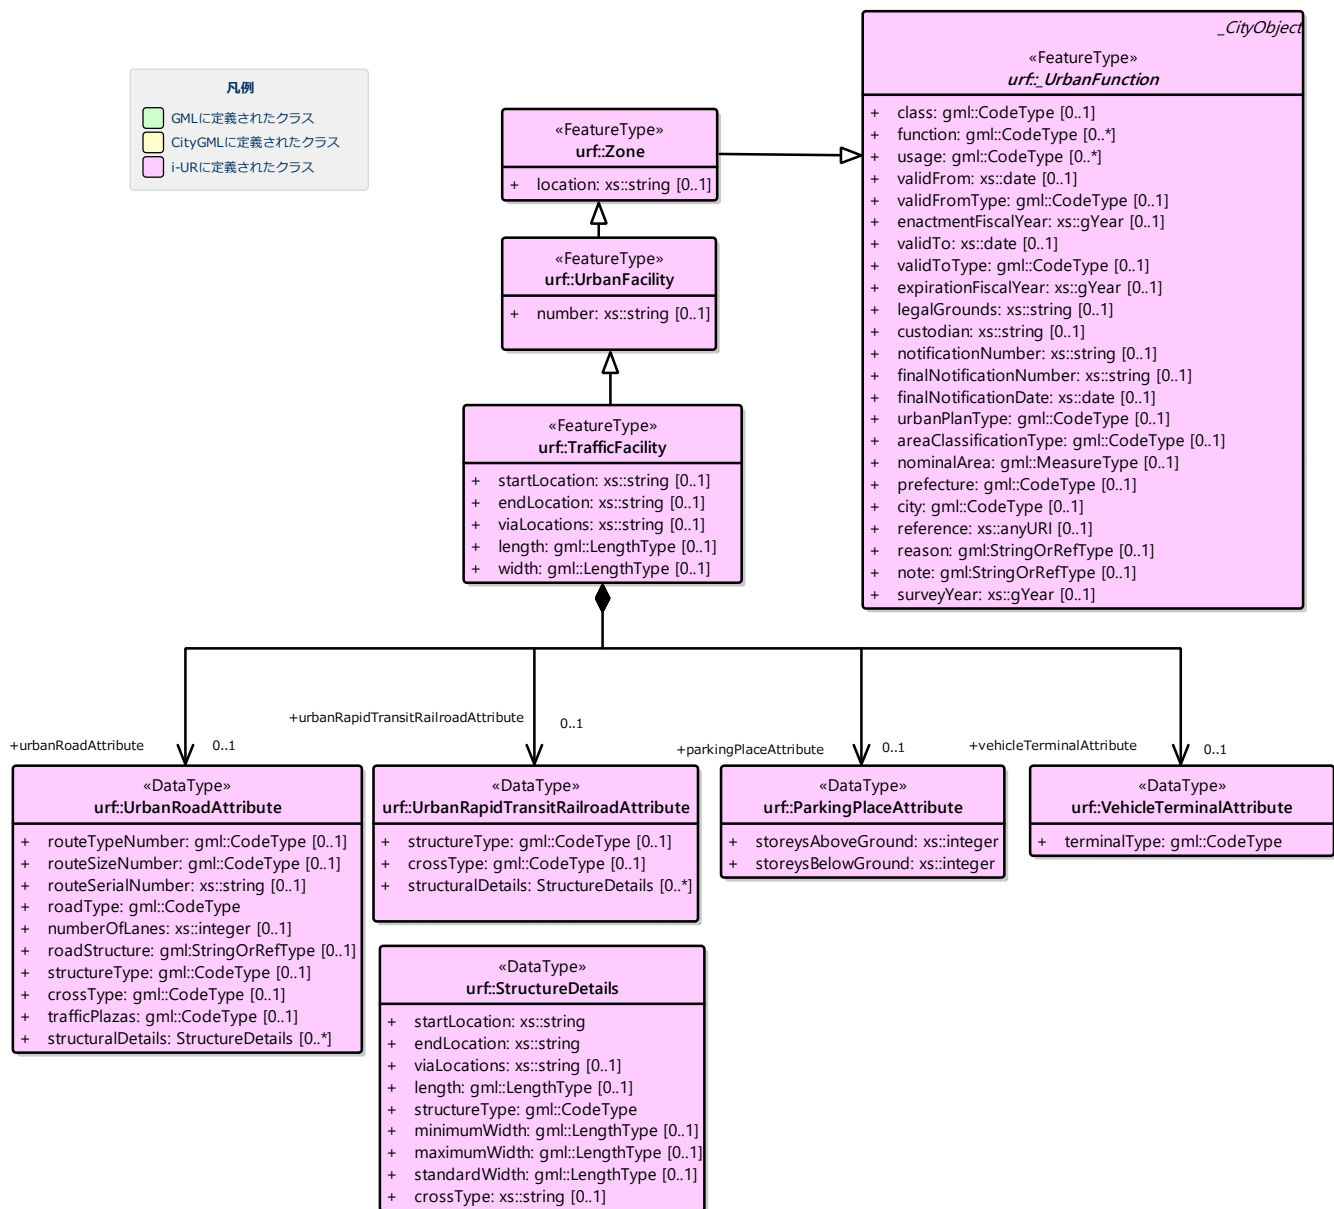 凡例
GMLに定義されたクラス
CityGMLに定義されたクラス
i-URに定義されたクラス
_CityObject
«FeatureType»
urf::_UrbanFunction
+ class: gml::CodeType [0..1]
+ function: gml::CodeType [0..*]
+ usage: gml::CodeType [0..*]
+ validFrom: xs::date [0..1]
+ validFromType: gml::CodeType [0..1]
+ enactmentFiscalYear: xs::gYear [0..1]
+ validTo: xs::date [0..1]
+ validToType: gml::CodeType [0..1]
+ expirationFiscalYear: xs::gYear [0..1]
+ legalGrounds: xs::string [0..1]
+ custodian: xs::string [0..1]
+ notificationNumber: xs::string [0..1]
+ finalNotificationNumber: xs::string [0..1]
+ finalNotificationDate: xs::date [0..1]
+ urbanPlanType: gml::CodeType [0..1]
+ areaClassificationType: gml::CodeType [0..1]
+ nominalArea: gml::MeasureType [0..1]
+ prefecture: gml::CodeType [0..1]
+ city: gml::CodeType [0..1]
+ reference: xs::anyURI [0..1]
+ reason: gml:StringOrRefType [0..1]
+ note: gml:StringOrRefType [0..1]
+ surveyYear: xs::gYear [0..1]
«FeatureType»
urf::Zone
+ location: xs::string [0..1]
«FeatureType»
urf::UrbanFacility
+ number: xs::string [0..1]
«FeatureType»
urf::TrafficFacility
+ startLocation: xs::string [0..1]
+ endLocation: xs::string [0..1]
+ viaLocations: xs::string [0..1]
+ length: gml::LengthType [0..1]
+ width: gml::LengthType [0..1]
+urbanRoadAttribute 0..1
+urbanRapidTransitRailroadAttribute 0..1
+parkingPlaceAttribute 0..1
+vehicleTerminalAttribute 0..1
«DataType»
urf::UrbanRoadAttribute
+ routeTypeNumber: gml::CodeType [0..1]
+ routeSizeNumber: gml::CodeType [0..1]
+ routeSerialNumber: xs::string [0..1]
+ roadType: gml::CodeType
+ numberOfLanes: xs::integer [0..1]
+ roadStructure: gml:StringOrRefType [0..1]
+ structureType: gml::CodeType [0..1]
+ crossType: gml::CodeType [0..1]
+ trafficPlazas: gml::CodeType [0..1]
+ structuralDetails: StructureDetails [0..*]
«DataType»
urf::UrbanRapidTransitRailroadAttribute
+ structureType: gml::CodeType [0..1]
+ crossType: gml::CodeType [0..1]
+ structuralDetails: StructureDetails [0..*]
«DataType»
urf::ParkingPlaceAttribute
+ storeysAboveGround: xs::integer
+ storeysBelowGround: xs::integer
«DataType»
urf::VehicleTerminalAttribute
+ terminalType: gml::CodeType
«DataType»
urf::StructureDetails
+ startLocation: xs::string
+ endLocation: xs::string
+ viaLocations: xs::string [0..1]
+ length: gml::LengthType [0..1]
+ structureType: gml::CodeType
+ minimumWidth: gml::LengthType [0..1]
+ maximumWidth: gml::LengthType [0..1]
+ standardWidth: gml::LengthType [0..1]
+ crossType: xs::string [0..1]